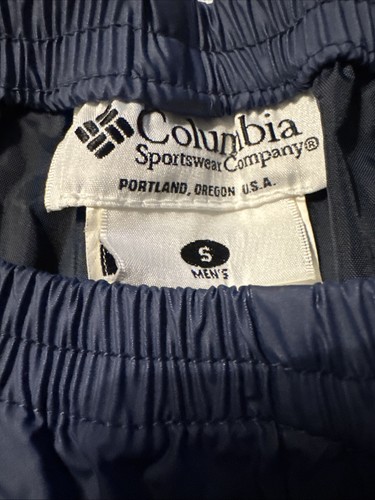 Columbia
Sportswear Company®
PORTLAND, OREGON U.S.A.
S
MEN'S